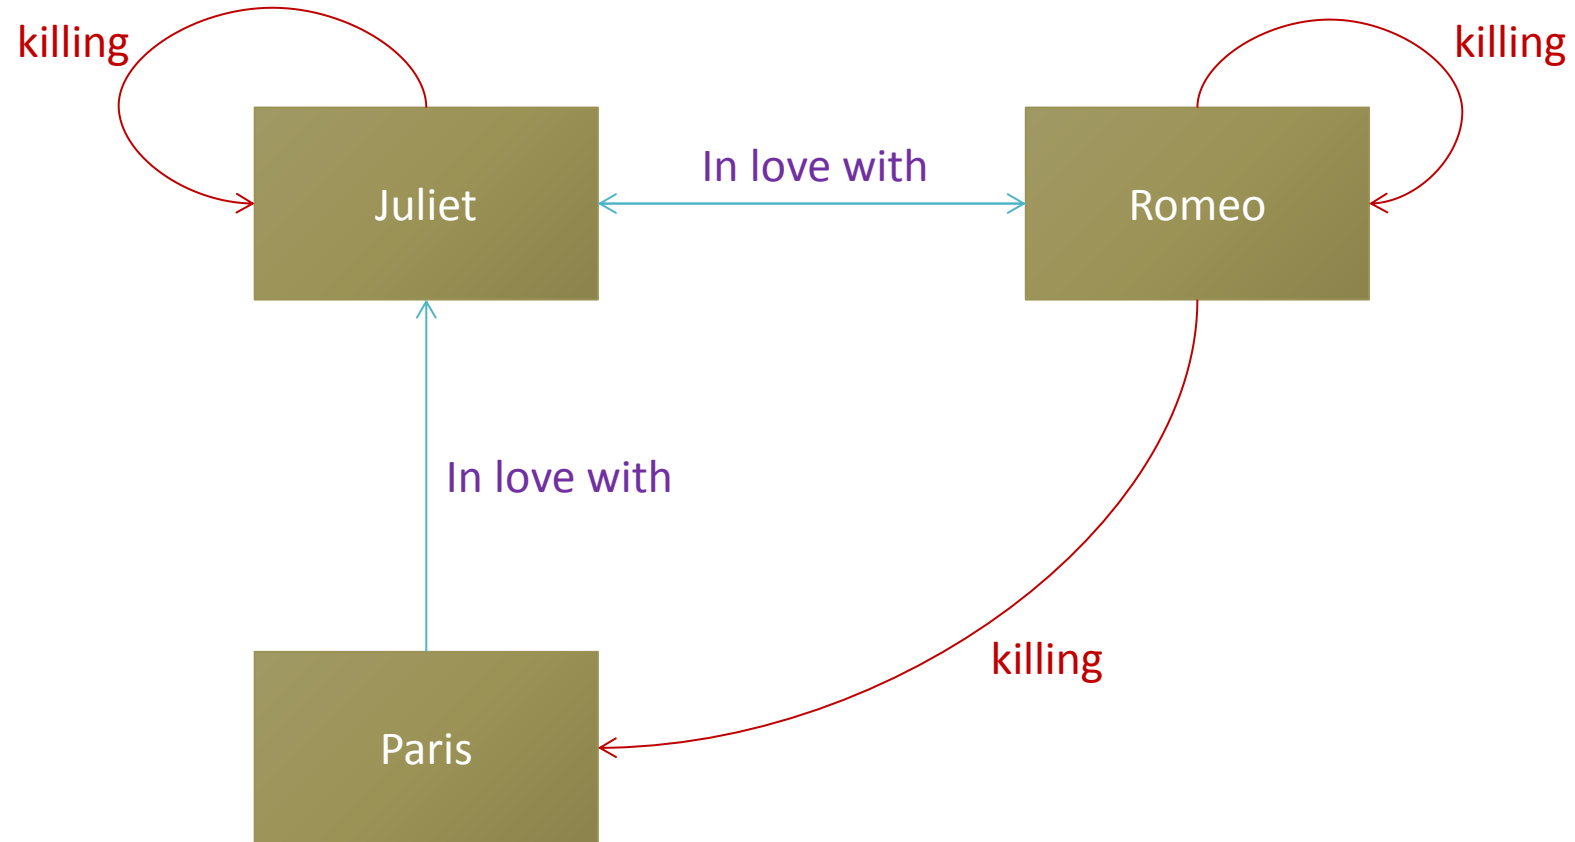 killing
killing
In love with
Juliet
Romeo
In love with
killing
Paris